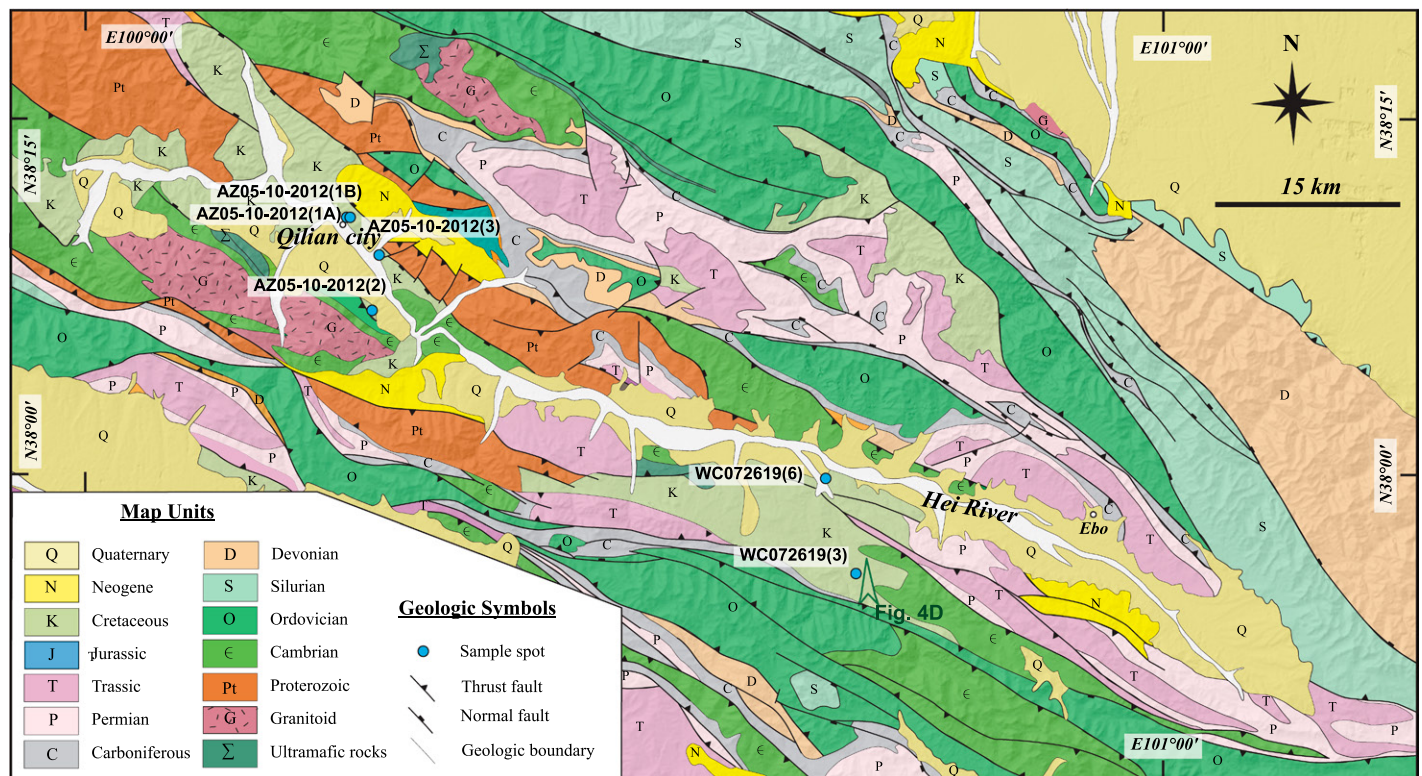 E100°00'
E101°00'
N
N38°15'
N38°15'
15 km
AZ05-10-2012(1B)
AZ05-10-2012(1A)
AZ05-10-2012(3)
Qilian city
AZ05-10-2012(2)
N38°00'
N38°00'
WC072619(6)
Hei River
Ebo
WC072619(3)
Fig. 4D
E101°00'
Map Units
Q Quaternary
N Neogene
K Cretaceous
J Jurassic
T Trassic
P Permian
C Carboniferous
D Devonian
S Silurian
O Ordovician
Є Cambrian
Pt Proterozoic
G Granitoid
Σ Ultramafic rocks
Geologic Symbols
Sample spot
Thrust fault
Normal fault
Geologic boundary